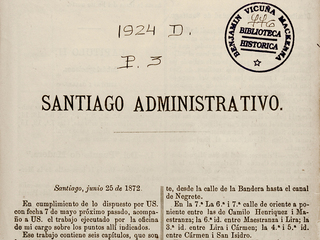 1924 D.
P. 3
BENJAMIN VICUÑA MACKENNA
BIBLIOTECA
HISTORICA
SANTIAGO ADMINISTRATIVO.
Santiago, junio 25 de 1872.
En cumplimiento de lo dispuesto por US.
con fecha 7 de mayo próximo pasado, acompa-
ño a US. el trabajo ejecutado por la oficina
de mi cargo sobre los puntos allí indicados.
Ese trabajo contiene seis capítulos, que son
te, desde la calle de la Bandera hasta el canal
de Negrete.
En la 7.ª La 6.ª i 7.ª calle de oriente a po-
niente entre las de Camilo Henriquez i Ma-
estranza; la 6.ª id. entre Maestranza i Lira; la
3.ª id. entre Lira i Cármen; la 4.ª i 5.ª id.
entre Cármen i San Isidro.